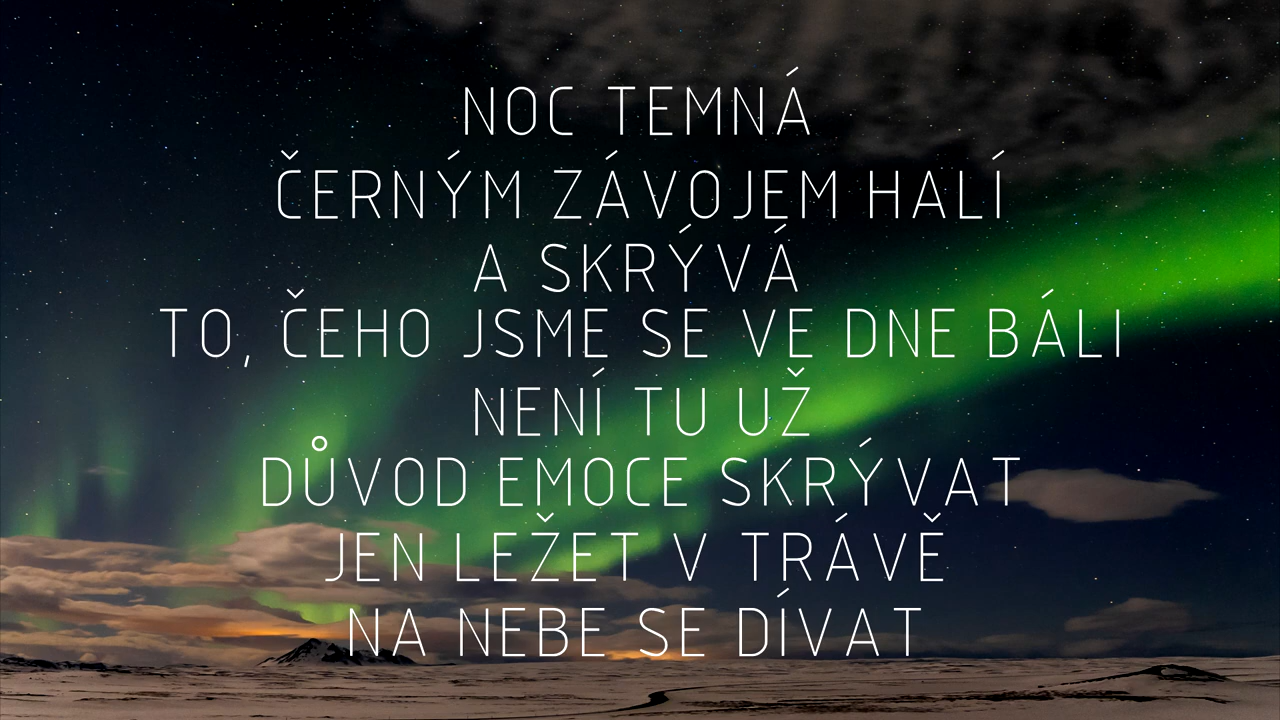 NOC TEMNÁ
ČERNÝM ZÁVOJEM HALÍ
A SKRÝVÁ
TO, ČEHO JSME SE VE DNE BÁLI
NENÍ TU UŽ
DŮVOD EMOCE SKRÝVAT
JEN LEŽET V TRÁVĚ
NA NEBE SE DÍVAT